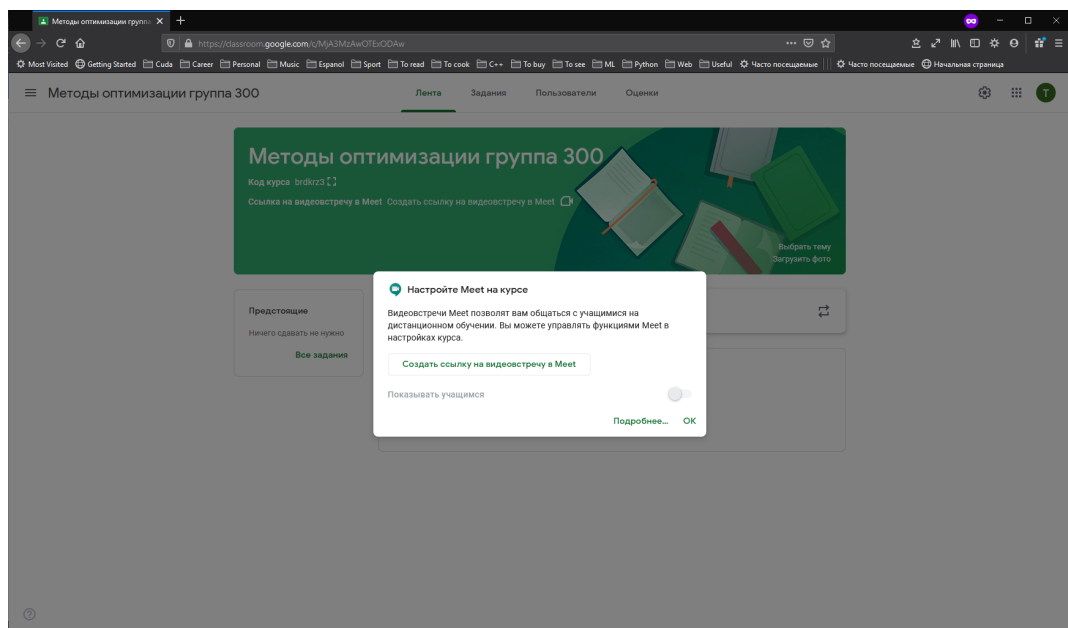 Методы оптимизации группа
https://classroom.google.com/c/MjA3MzAwOTExODAw
Most Visited Getting Started Cuda Career Personal Music Espanol Sport To read To cook C++ To buy To see ML Python Web Useful Часто посещаемые Часто посещаемые Начальная страница
Методы оптимизации группа 300 Лента Задания Пользователи Оценки T
Методы оптимизации группа 300
Код курса brdkrz3
Ссылка на видеовстречу в Meet Создать ссылку на видеовстречу в Meet
Выбрать тему
Загрузить фото
Предстоящие
Ничего сдавать не нужно
Все задания
Настройте Meet на курсе
Видеовстречи Meet позволят вам общаться с учащимися на
дистанционном обучении. Вы можете управлять функциями Meet в
настройках курса.
Создать ссылку на видеовстречу в Meet
Показывать учащимся
Подробнее... ОК